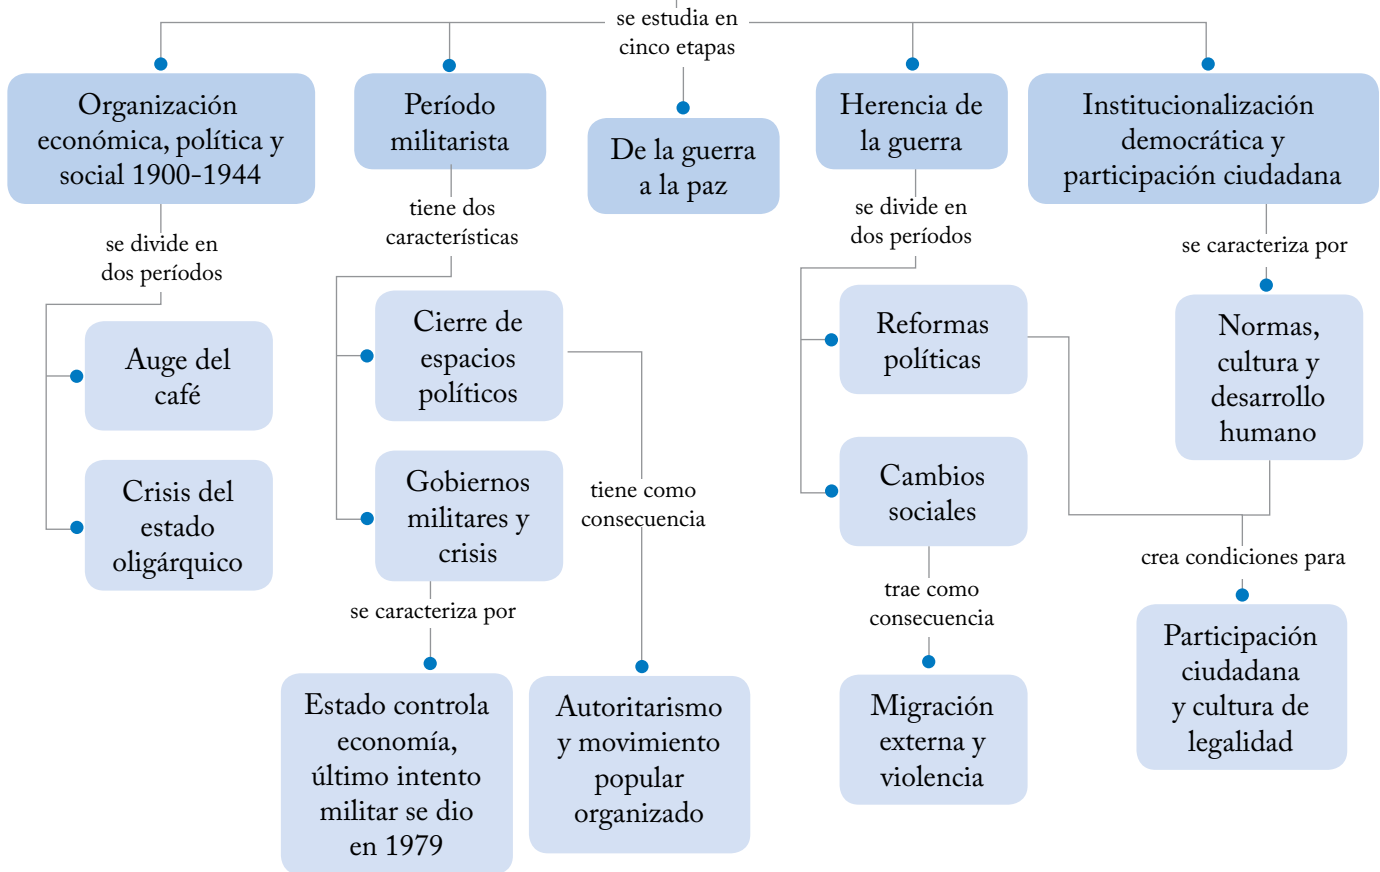 se estudia en
cinco etapas
Organización
económica, política y
social 1900-1944
Período
militarista
De la guerra
a la paz
Herencia de
la guerra
Institucionalización
democrática y
participación ciudadana
se divide en
dos períodos
tiene dos
características
se divide en
dos períodos
se caracteriza por
Auge del
café
Crisis del
estado
oligárquico
Cierre de
espacios
políticos
Gobiernos
militares y
crisis
tiene como
consecuencia
Reformas
políticas
Cambios
sociales
Normas,
cultura y
desarrollo
humano
se caracteriza por
trae como
consecuencia
crea condiciones para
Estado controla
economía,
último intento
militar se dio
en 1979
Autoritarismo
y movimiento
popular
organizado
Migración
externa y
violencia
Participación
ciudadana
y cultura de
legalidad